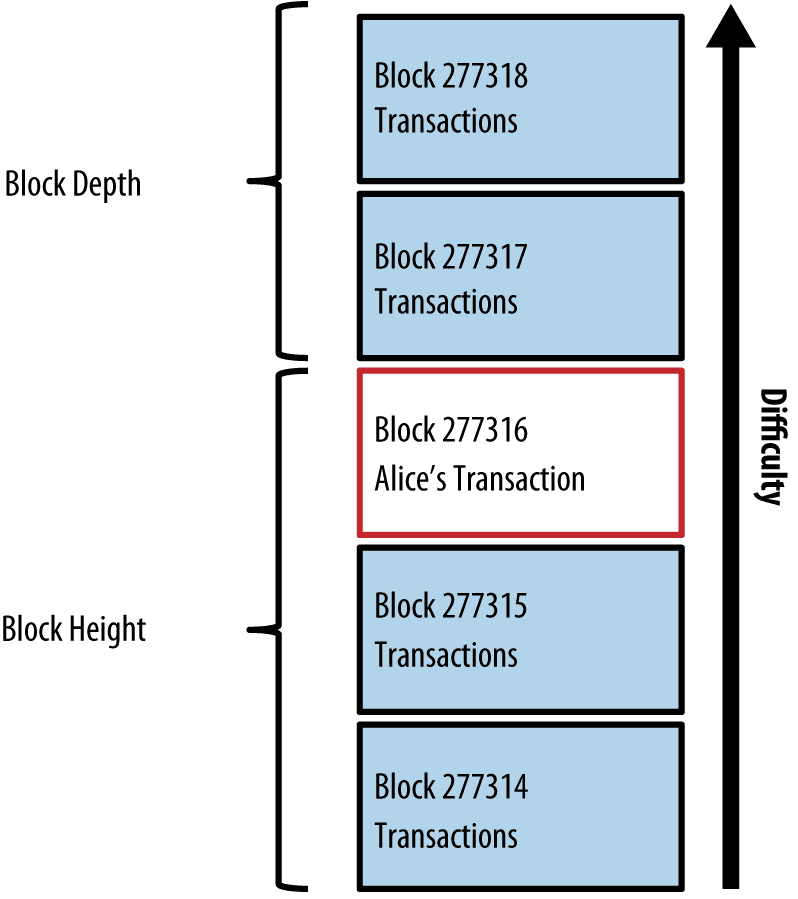 Block 277318
Transactions
Block Depth
Block 277317
Transactions
Block 277316
Alice's Transaction
Difficulty
Block 277315
Transactions
Block Height
Block 277314
Transactions